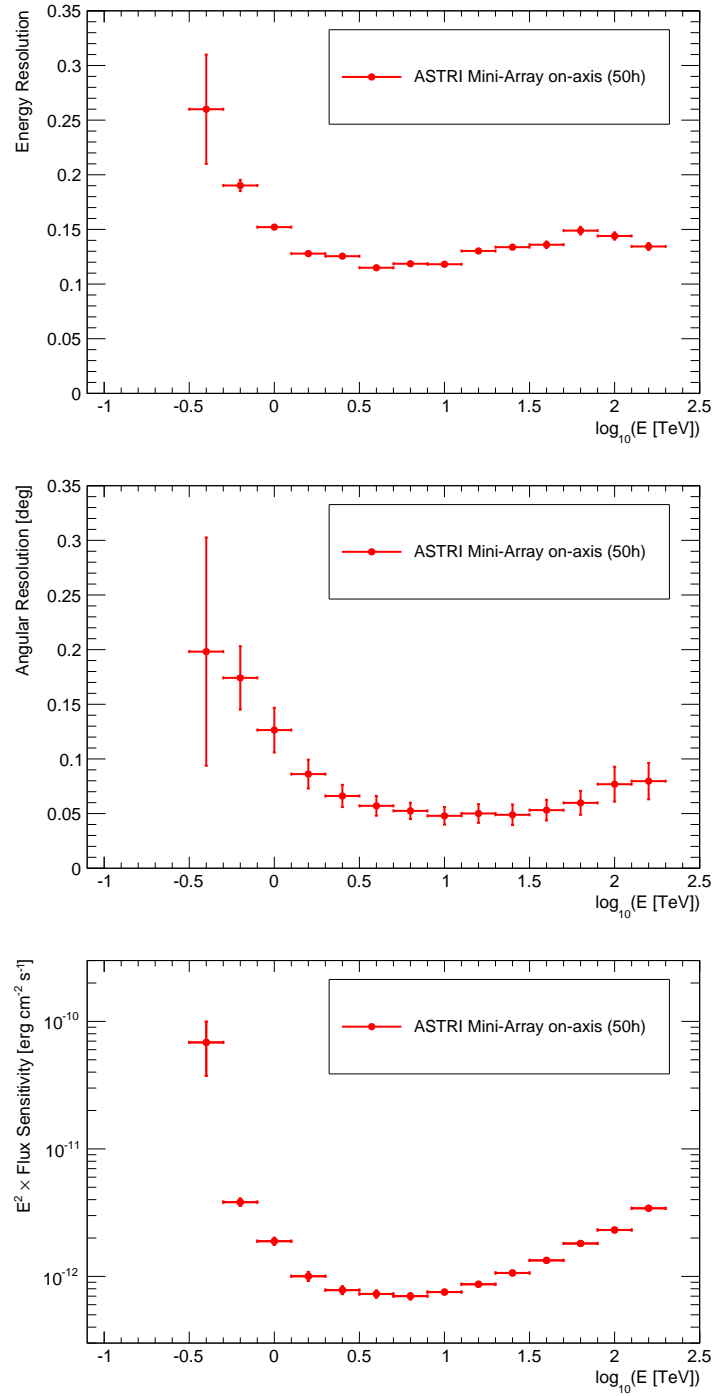 Energy Resolution
0.35
0.3
0.25
0.2
0.15
0.1
0.05
0
ASTRI Mini-Array on-axis (50h)
-1 -0.5 0 0.5 1 1.5 2 2.5
log₁₀(E [TeV])
Angular Resolution [deg]
0.35
0.3
0.25
0.2
0.15
0.1
0.05
0
ASTRI Mini-Array on-axis (50h)
-1 -0.5 0 0.5 1 1.5 2 2.5
log₁₀(E [TeV])
E² × Flux Sensitivity [erg cm⁻² s⁻¹]
10⁻¹⁰
10⁻¹¹
10⁻¹²
ASTRI Mini-Array on-axis (50h)
-1 -0.5 0 0.5 1 1.5 2 2.5
log₁₀(E [TeV])